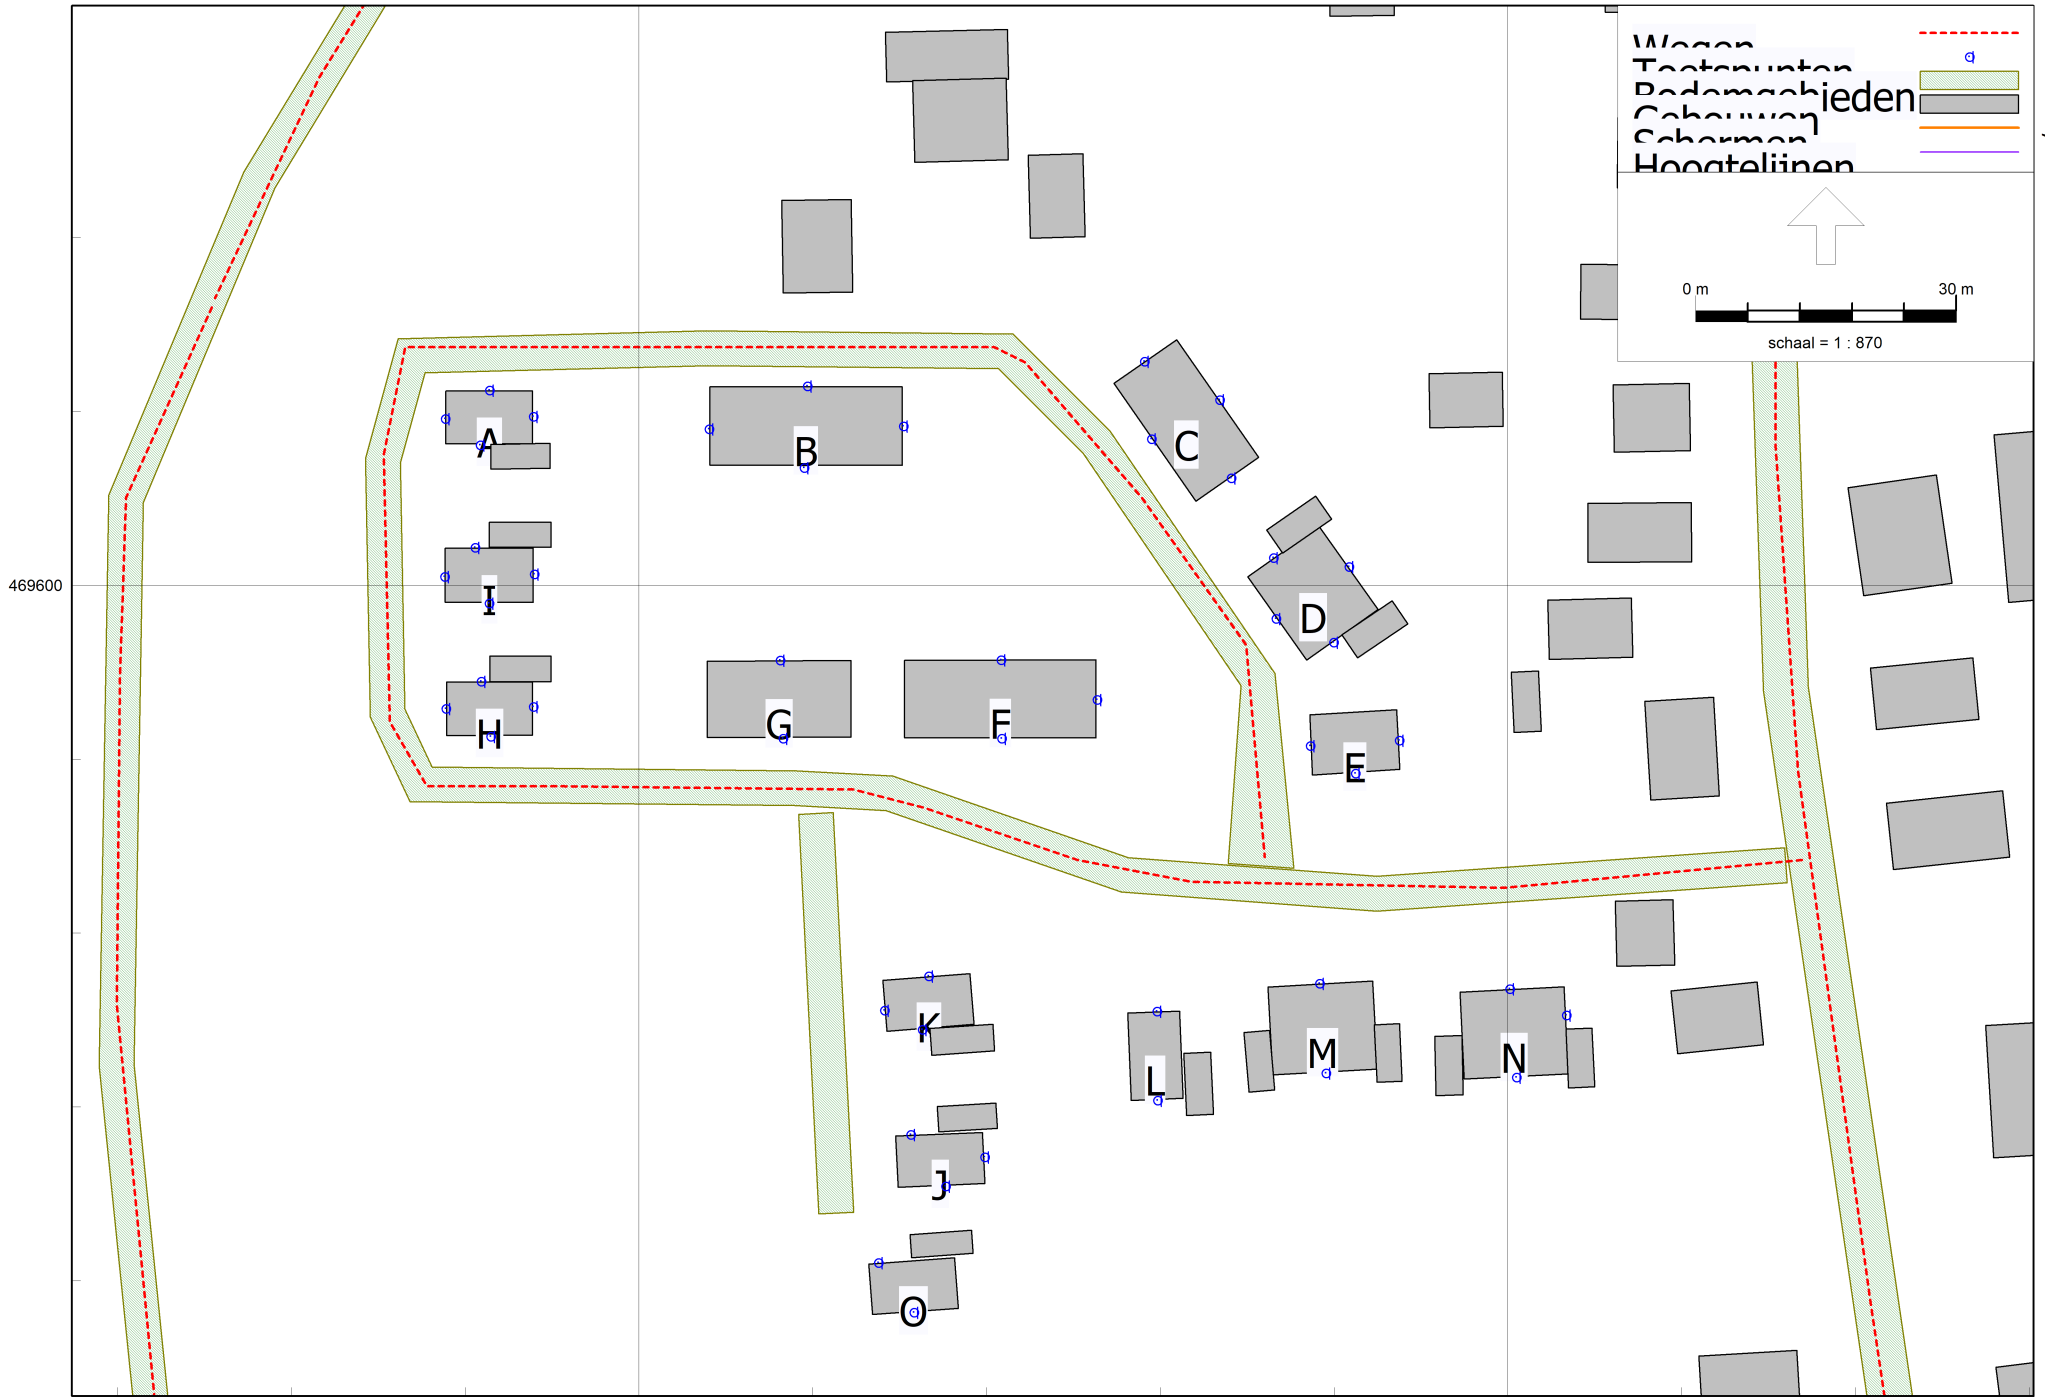 Wegen
Toetspunten
Bodemgebieden
Gebouwen
Schermen
Hoogtelijnen
0 m 30 m
schaal = 1 : 870
A
B
C
I
469600
D
H
G
F
E
K
L
M
N
J
O